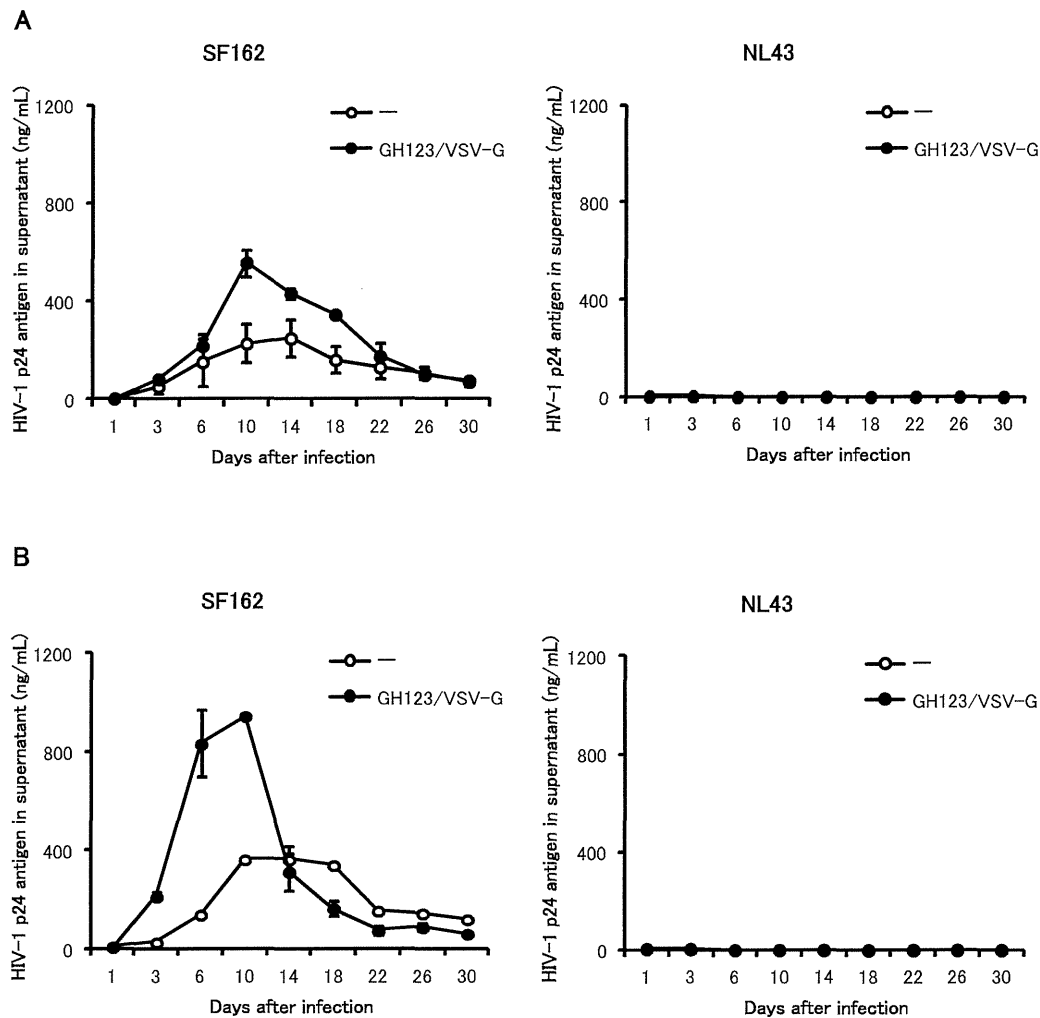 A
SF162
HIV-1 p24 antigen in supernatant (ng/mL)
1200
800
400
0
—
GH123/VSV-G
1 3 6 10 14 18 22 26 30
Days after infection
NL43
HIV-1 p24 antigen in supernatant (ng/mL)
1200
800
400
0
—
GH123/VSV-G
1 3 6 10 14 18 22 26 30
Days after infection
B
SF162
HIV-1 p24 antigen in supernatant (ng/mL)
1200
800
400
0
—
GH123/VSV-G
1 3 6 10 14 18 22 26 30
Days after infection
NL43
HIV-1 p24 antigen in supernatant (ng/mL)
1200
800
400
0
—
GH123/VSV-G
1 3 6 10 14 18 22 26 30
Days after infection